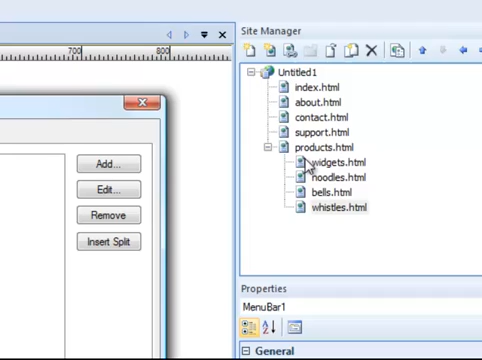 Site Manager
700
800
Untitled1
index.html
about.html
contact.html
support.html
products.html
widgets.html
noodles.html
bells.html
whistles.html
Add...
Edit...
Remove
Insert Split
Properties
MenuBar1
General